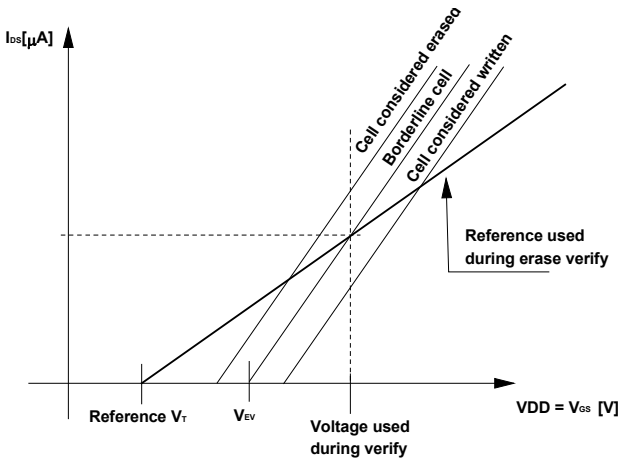 IDS[μA]
Cell considered erased
Borderline cell
Cell considered written
Reference used
during erase verify
Reference VT
VEV
Voltage used
during verify
VDD = VGS [V]